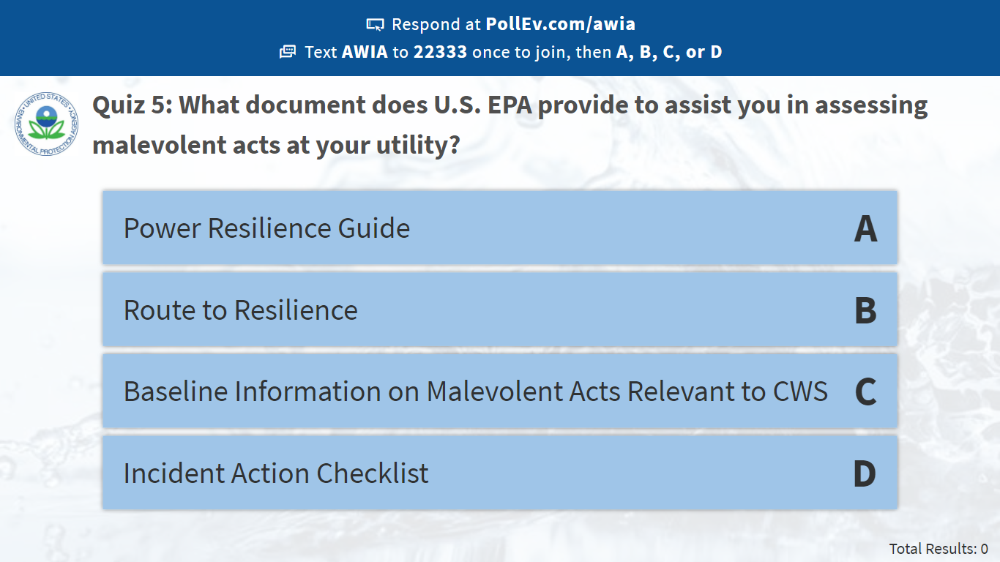 Respond at PollEv.com/awia
Text AWIA to 22333 once to join, then A, B, C, or D
UNITED STATES
ENVIRONMENTAL PROTECTION AGENCY
Quiz 5: What document does U.S. EPA provide to assist you in assessing
malevolent acts at your utility?
Power Resilience Guide A
Route to Resilience B
Baseline Information on Malevolent Acts Relevant to CWS C
Incident Action Checklist D
Total Results: 0